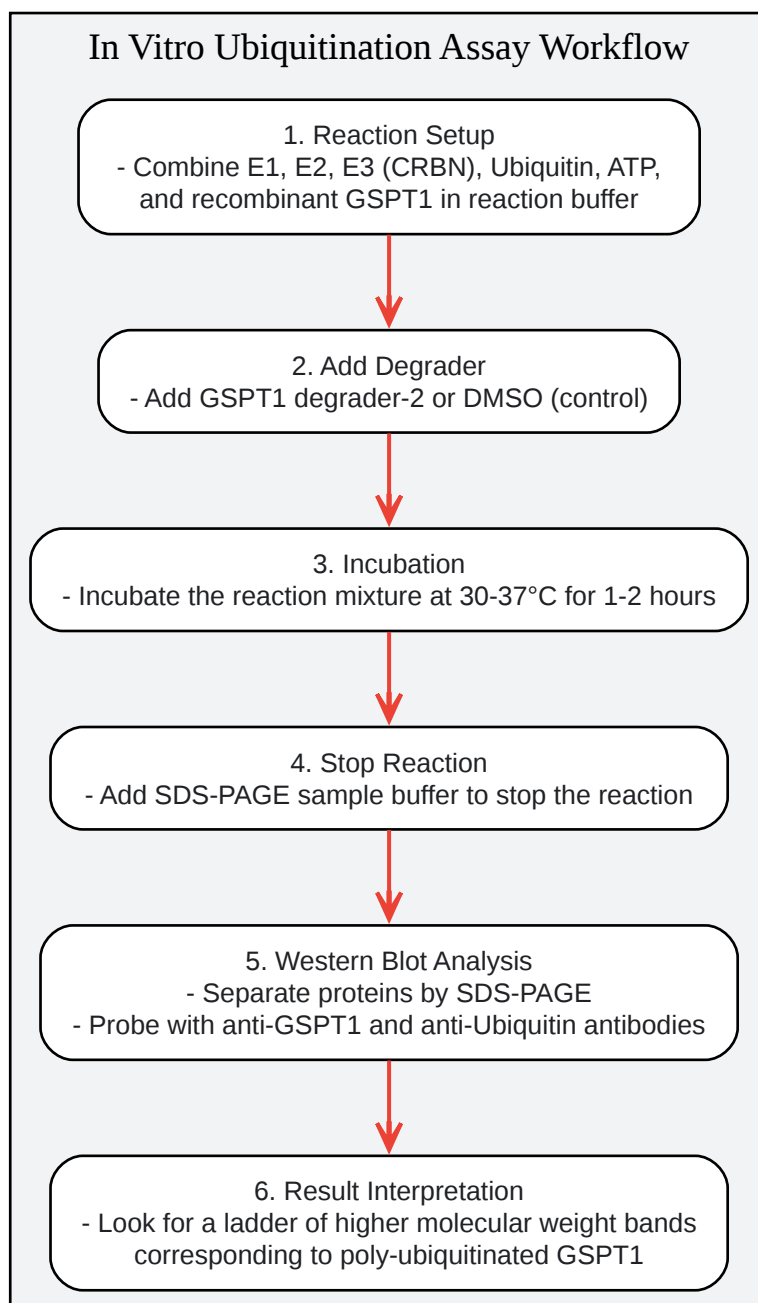 In Vitro Ubiquitination Assay Workflow
1. Reaction Setup
- Combine E1, E2, E3 (CRBN), Ubiquitin, ATP,
and recombinant GSPT1 in reaction buffer
2. Add Degrader
- Add GSPT1 degrader-2 or DMSO (control)
3. Incubation
- Incubate the reaction mixture at 30-37°C for 1-2 hours
4. Stop Reaction
- Add SDS-PAGE sample buffer to stop the reaction
5. Western Blot Analysis
- Separate proteins by SDS-PAGE
- Probe with anti-GSPT1 and anti-Ubiquitin antibodies
6. Result Interpretation
- Look for a ladder of higher molecular weight bands
corresponding to poly-ubiquitinated GSPT1